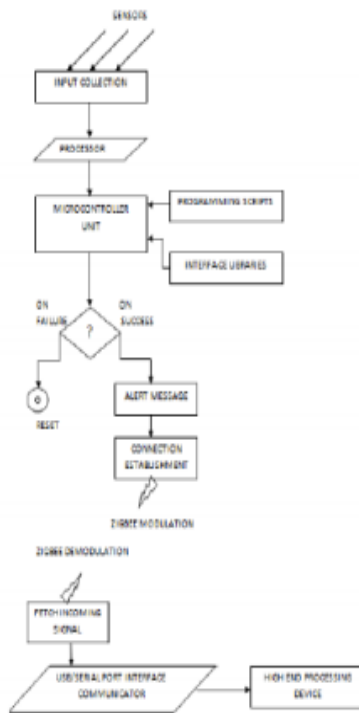 SENSORS
INPUT COLLECTION
PROCESSOR
MICROCONTROLLER
UNIT
PROGRAMMING SCRIPTS
INTERFACE LIBRARIES
ON
FAILURE
ON
SUCCESS
?
RESET
ALERT MESSAGE
CONNECTION
ESTABLISHMENT
ZIGBEE MODULATION
ZIGBEE DEMODULATION
FETCH INCOMING
SIGNAL
USB/SERIAL PORT INTERFACE
COMMUNICATOR
HIGH END PROCESSING
DEVICE